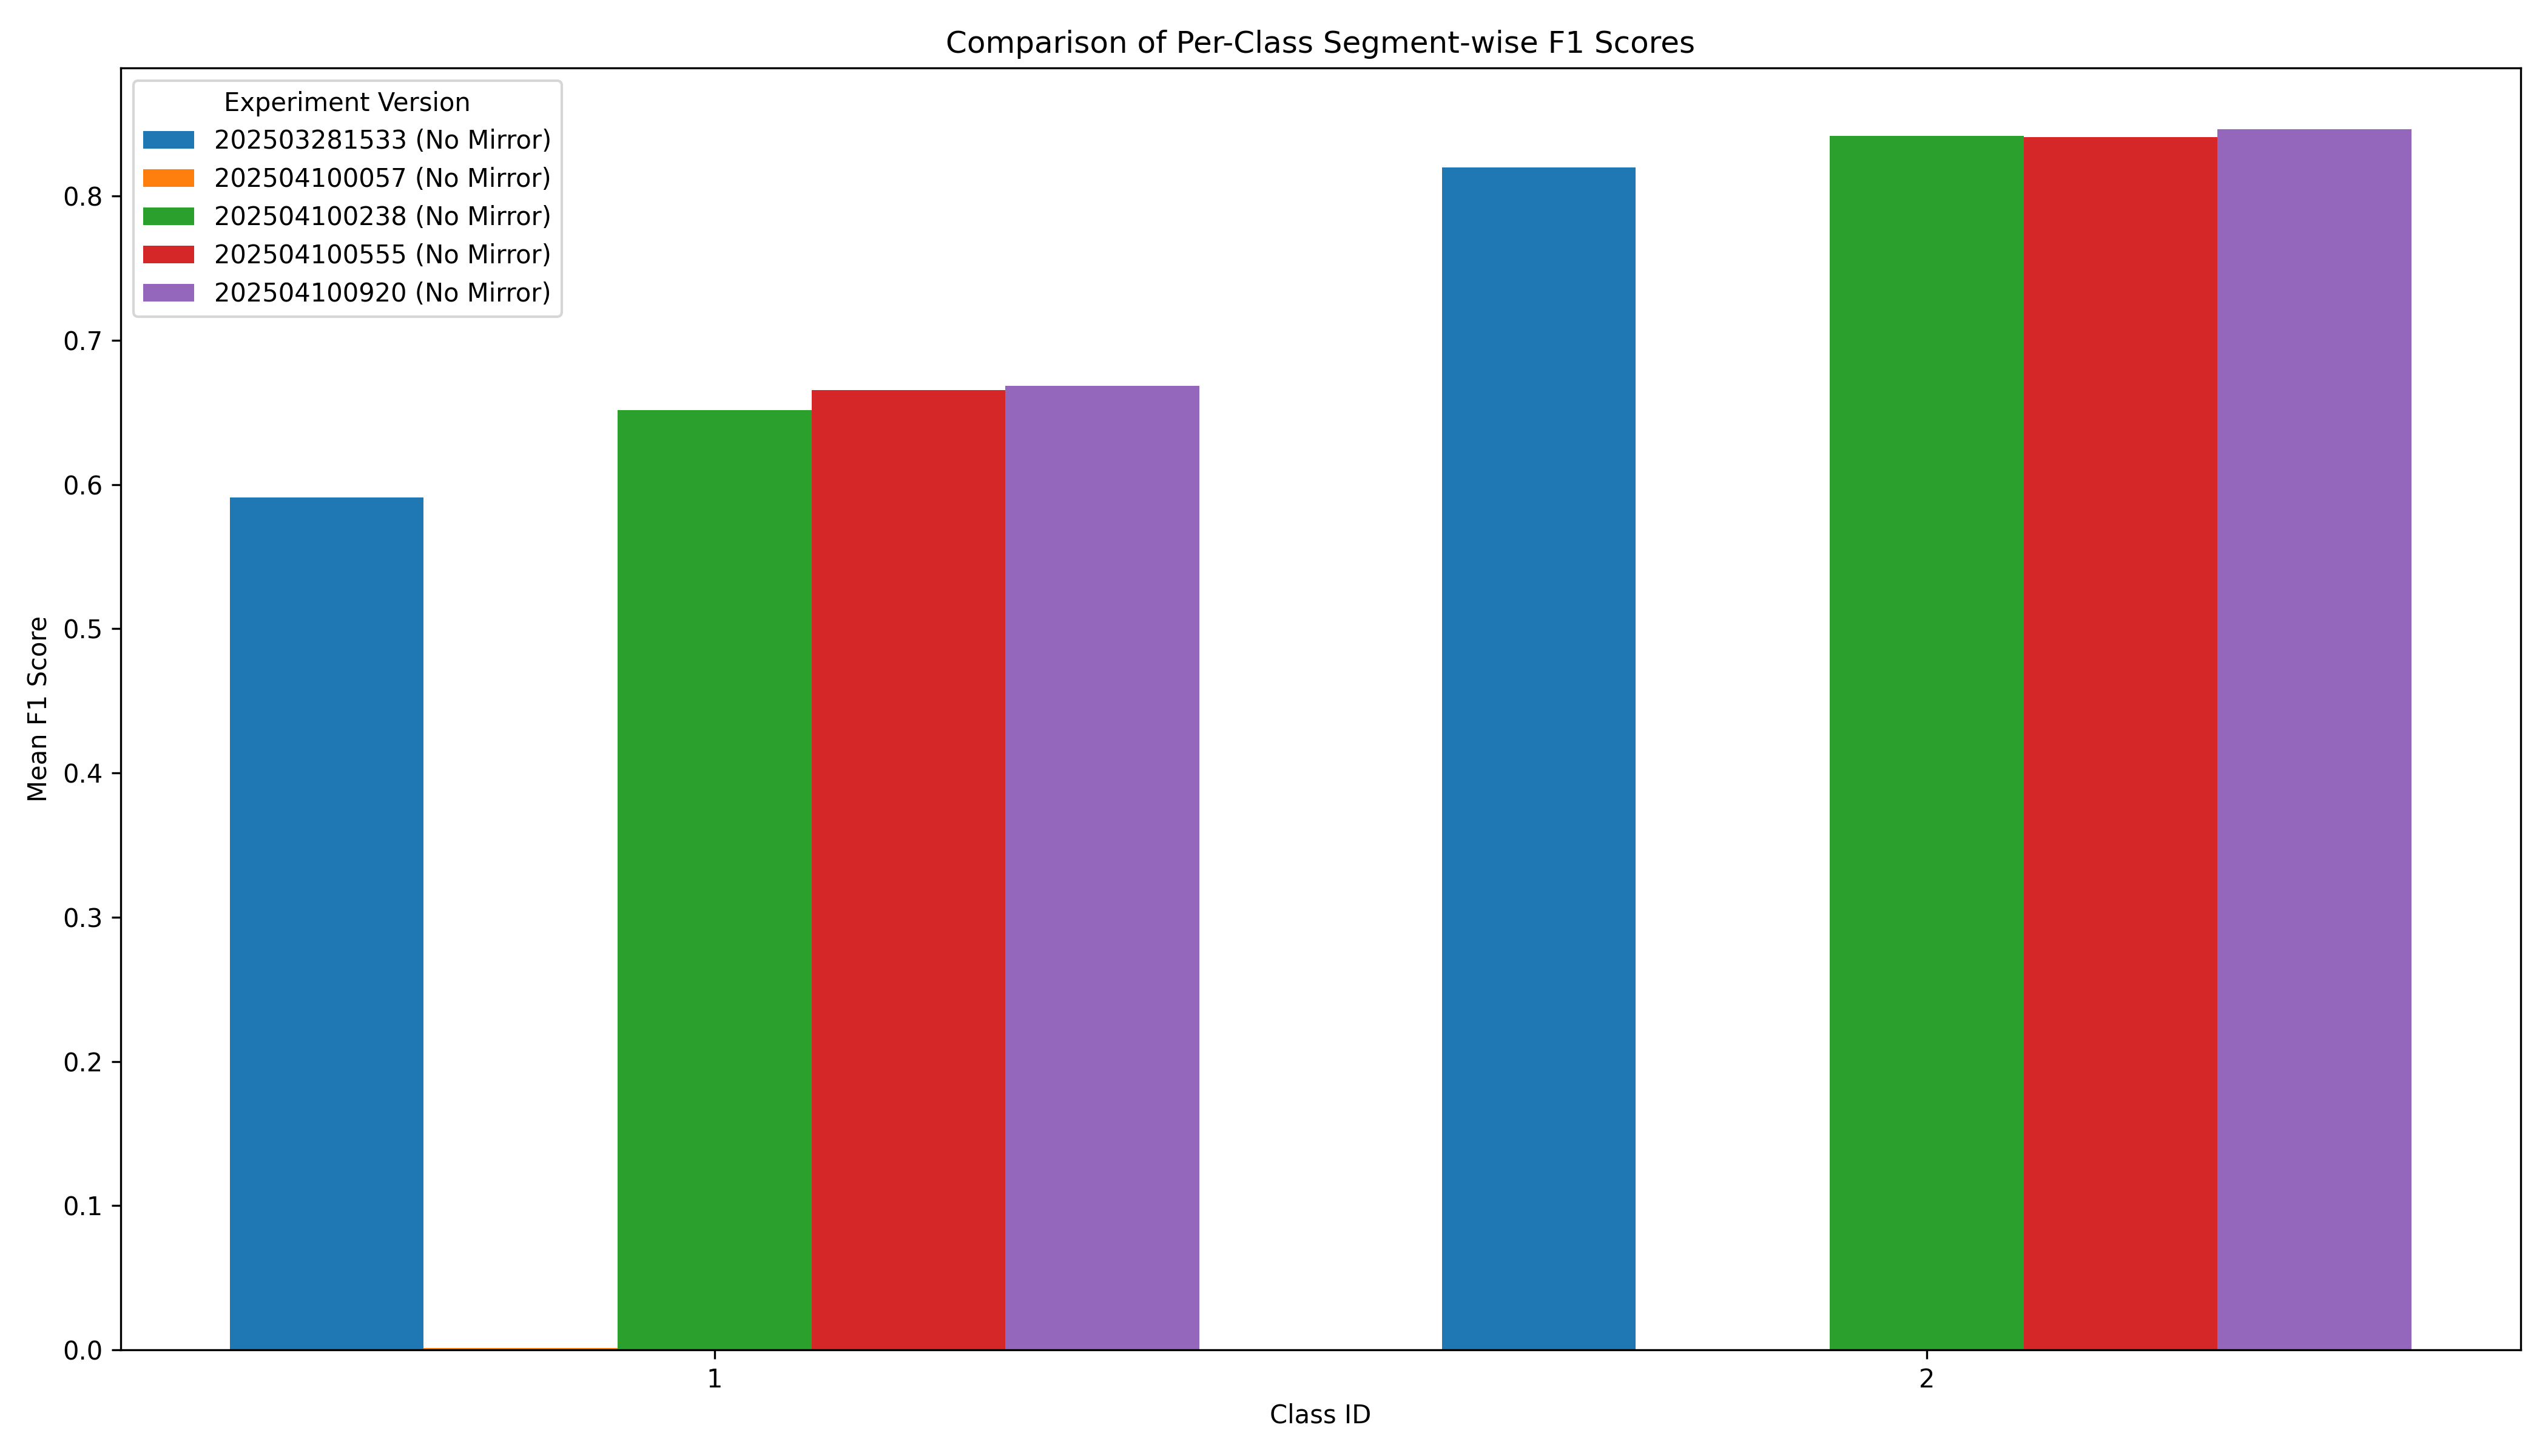 Comparison of Per-Class Segment-wise F1 Scores
Experiment Version
202503281533 (No Mirror)
202504100057 (No Mirror)
202504100238 (No Mirror)
202504100555 (No Mirror)
202504100920 (No Mirror)
Mean F1 Score
0.8
0.7
0.6
0.5
0.4
0.3
0.2
0.1
0.0
1
2
Class ID